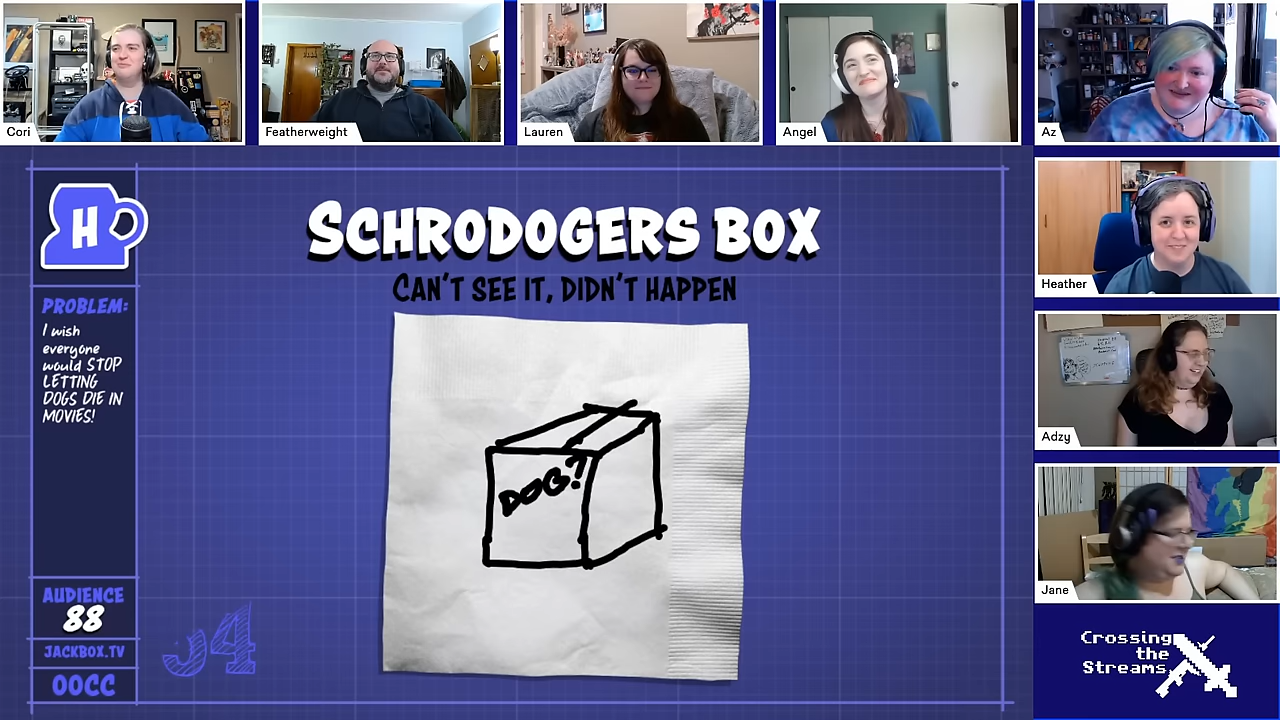 Cori
Featherweight
Lauren
Angel
Az
H
SCHRODOGERS BOX
CAN'T SEE IT, DIDN'T HAPPEN
PROBLEM:
I wish
everyone
would STOP
LETTING
DOGS DIE IN
MOVIES!
DOG?
AUDIENCE
88
JACKBOX.TV
OOCC
J4
Heather
Adzy
Jane
Crossing
the
Streams